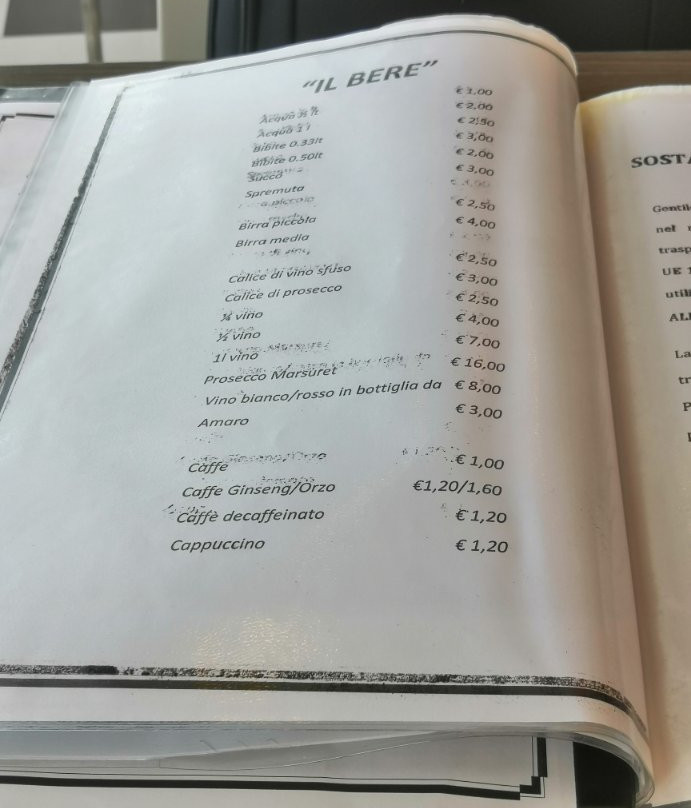 “IL BERE”
Acqua lt € 1,00
Acqua 1 l € 2,00
Bibite 0.33lt € 2,50
Bibite 0.50lt € 3,00
Succo € 2,00
Spremuta € 3,00
Birra piccola € 2,50
Birra media € 4,00
Calice di vino sfuso € 2,50
Calice di prosecco € 3,00
¼ vino € 2,50
½ vino € 4,00
1l vino € 7,00
Prosecco Marsuret € 16,00
Vino bianco/rosso in bottiglia da € 8,00
Amaro € 3,00
Caffe € 1,00
Caffe Ginseng/Orzo €1,20/1,60
Caffè decaffeinato € 1,20
Cappuccino € 1,20
SOSTA
Gentil
nel
trasp
UE 1
utili
La
tr
P